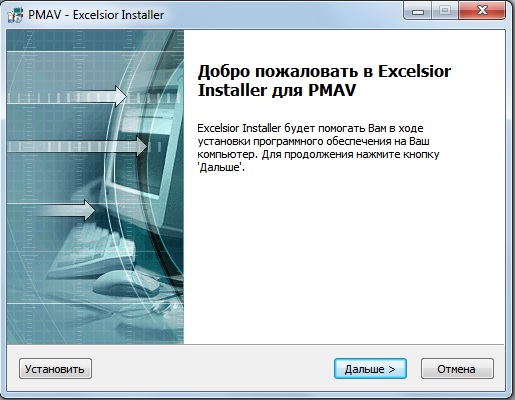 PMAV - Excelsior Installer
Добро пожаловать в Excelsior
Installer для PMAV
Excelsior Installer будет помогать Вам в ходе
установки программного обеспечения на Ваш
компьютер. Для продолжения нажмите кнопку
'Дальше'.
Установить
Дальше >
Отмена